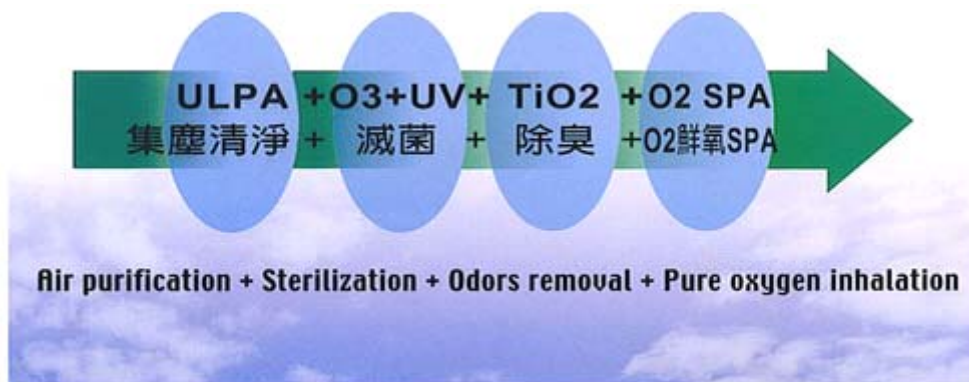 ULPA +O3+UV+ TiO2 +O2 SPA
集塵清淨+ 滅菌 + 除臭 +O2鮮氧SPA
Air purification + Sterilization + Odors removal + Pure oxygen inhalation